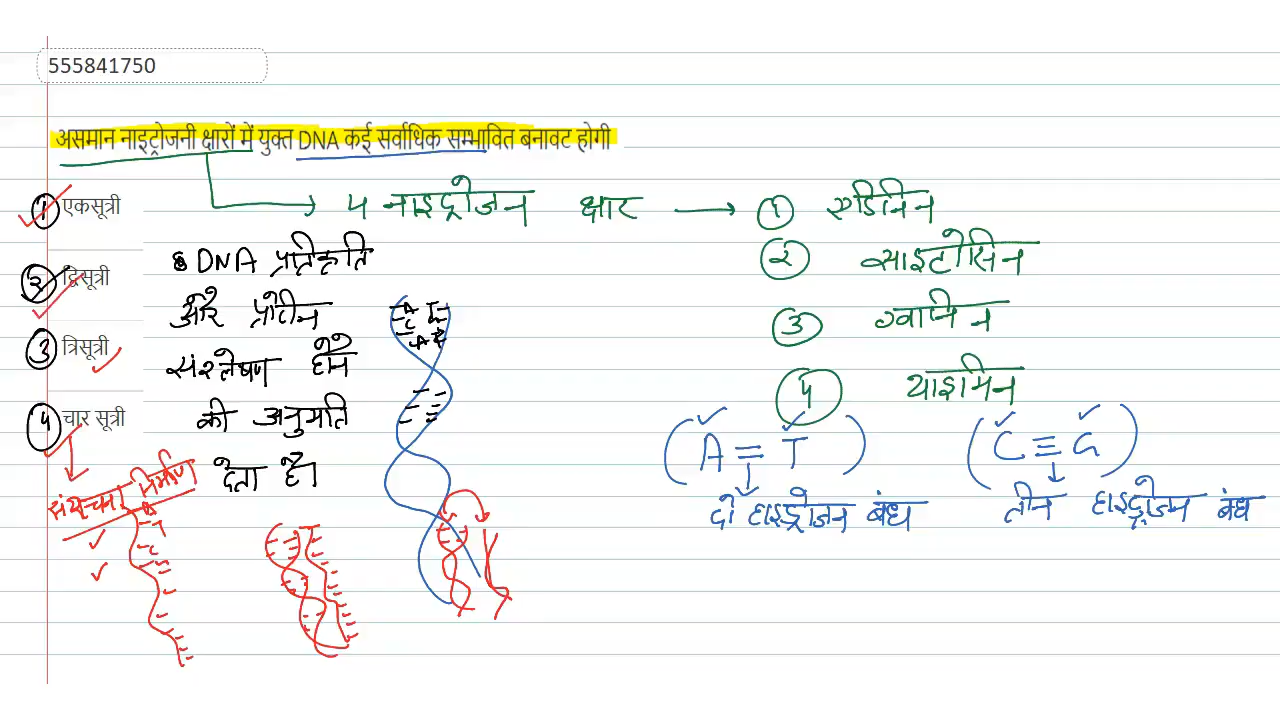 555841750
असमान नाइट्रोजनी क्षारों में युक्त DNA कई सर्वाधिक सम्भावित बनावट होगी
1 एकसूत्री
2 द्विसूत्री
3 त्रिसूत्री
4 चार सूत्री
4 नाइट्रोजन क्षार → 1 एडिनिन
2 साइटोसिन
3 ग्वानिन
4 थाइमिन
DNA प्रतिकृति
और प्रोटीन
संश्लेषण होने
की अनुमति
देता है।
संरचना निर्माण
(A = T)
दो हाइड्रोजन बंध
(C ≡ G)
तीन हाइड्रोजन बंध